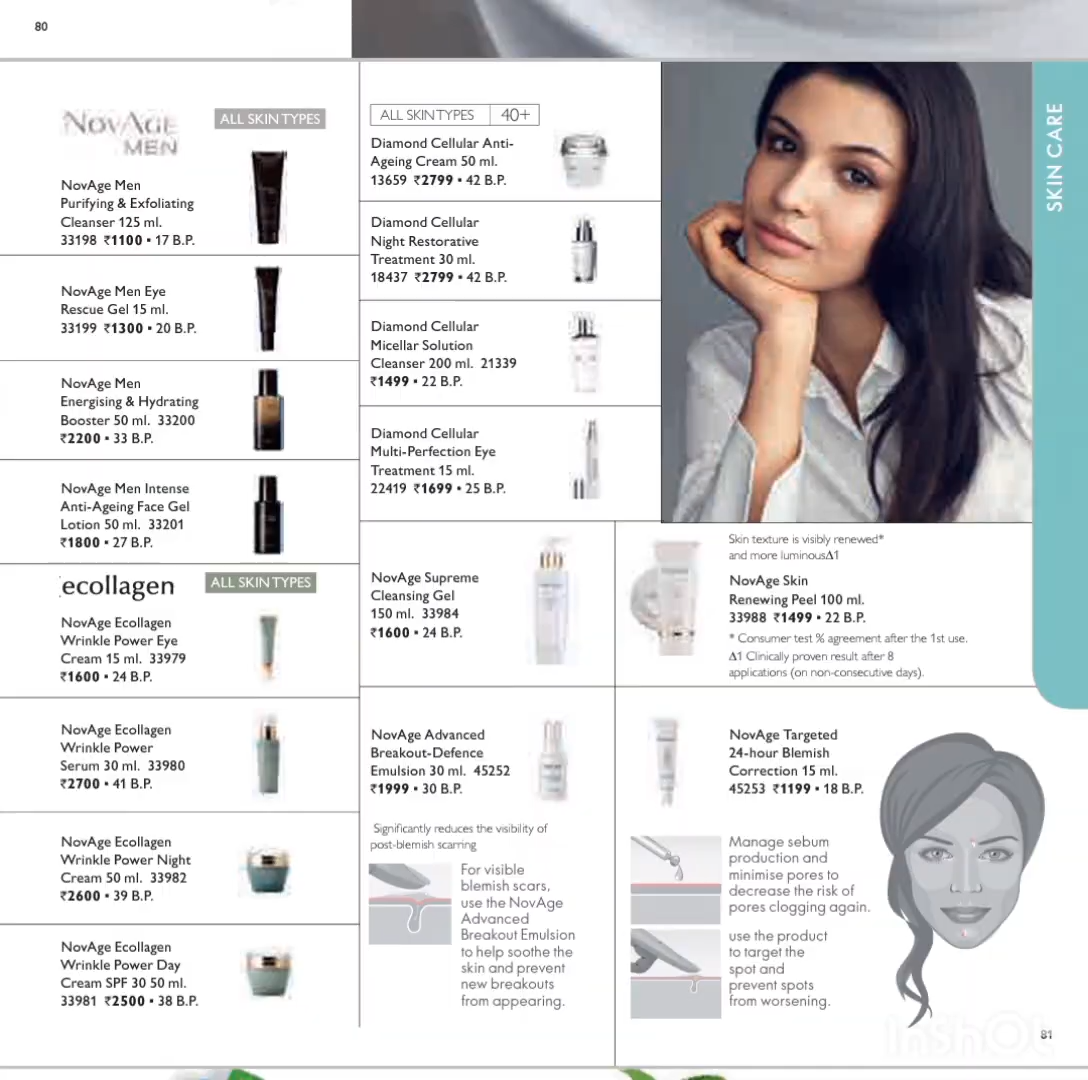 80
NovAge
MEN
ALL SKIN TYPES
NovAge Men
Purifying & Exfoliating
Cleanser 125 ml.
33198 ₹1100 • 17 B.P.
NovAge Men Eye
Rescue Gel 15 ml.
33199 ₹1300 • 20 B.P.
NovAge Men
Energising & Hydrating
Booster 50 ml. 33200
₹2200 • 33 B.P.
NovAge Men Intense
Anti-Ageing Face Gel
Lotion 50 ml. 33201
₹1800 • 27 B.P.
ecollagen
ALL SKIN TYPES
NovAge Ecollagen
Wrinkle Power Eye
Cream 15 ml. 33979
₹1600 • 24 B.P.
NovAge Ecollagen
Wrinkle Power
Serum 30 ml. 33980
₹2700 • 41 B.P.
NovAge Ecollagen
Wrinkle Power Night
Cream 50 ml. 33982
₹2600 • 39 B.P.
NovAge Ecollagen
Wrinkle Power Day
Cream SPF 30 50 ml.
33981 ₹2500 • 38 B.P.
ALL SKIN TYPES 40+
Diamond Cellular Anti-
Ageing Cream 50 ml.
13659 ₹2799 • 42 B.P.
Diamond Cellular
Night Restorative
Treatment 30 ml.
18437 ₹2799 • 42 B.P.
Diamond Cellular
Micellar Solution
Cleanser 200 ml. 21339
₹1499 • 22 B.P.
Diamond Cellular
Multi-Perfection Eye
Treatment 15 ml.
22419 ₹1699 • 25 B.P.
NovAge Supreme
Cleansing Gel
150 ml. 33984
₹1600 • 24 B.P.
Skin texture is visibly renewed*
and more luminousΔ1
NovAge Skin
Renewing Peel 100 ml.
33988 ₹1499 • 22 B.P.
* Consumer test % agreement after the 1st use.
Δ1 Clinically proven result after 8
applications (on non-consecutive days).
NovAge Advanced
Breakout-Defence
Emulsion 30 ml. 45252
₹1999 • 30 B.P.
Significantly reduces the visibility of
post-blemish scarring
For visible
blemish scars,
use the NovAge
Advanced
Breakout Emulsion
to help soothe the
skin and prevent
new breakouts
from appearing.
NovAge Targeted
24-hour Blemish
Correction 15 ml.
45253 ₹1199 • 18 B.P.
Manage sebum
production and
minimise pores to
decrease the risk of
pores clogging again.
use the product
to target the
spot and
prevent spots
from worsening.
SKIN CARE
InShOt
81